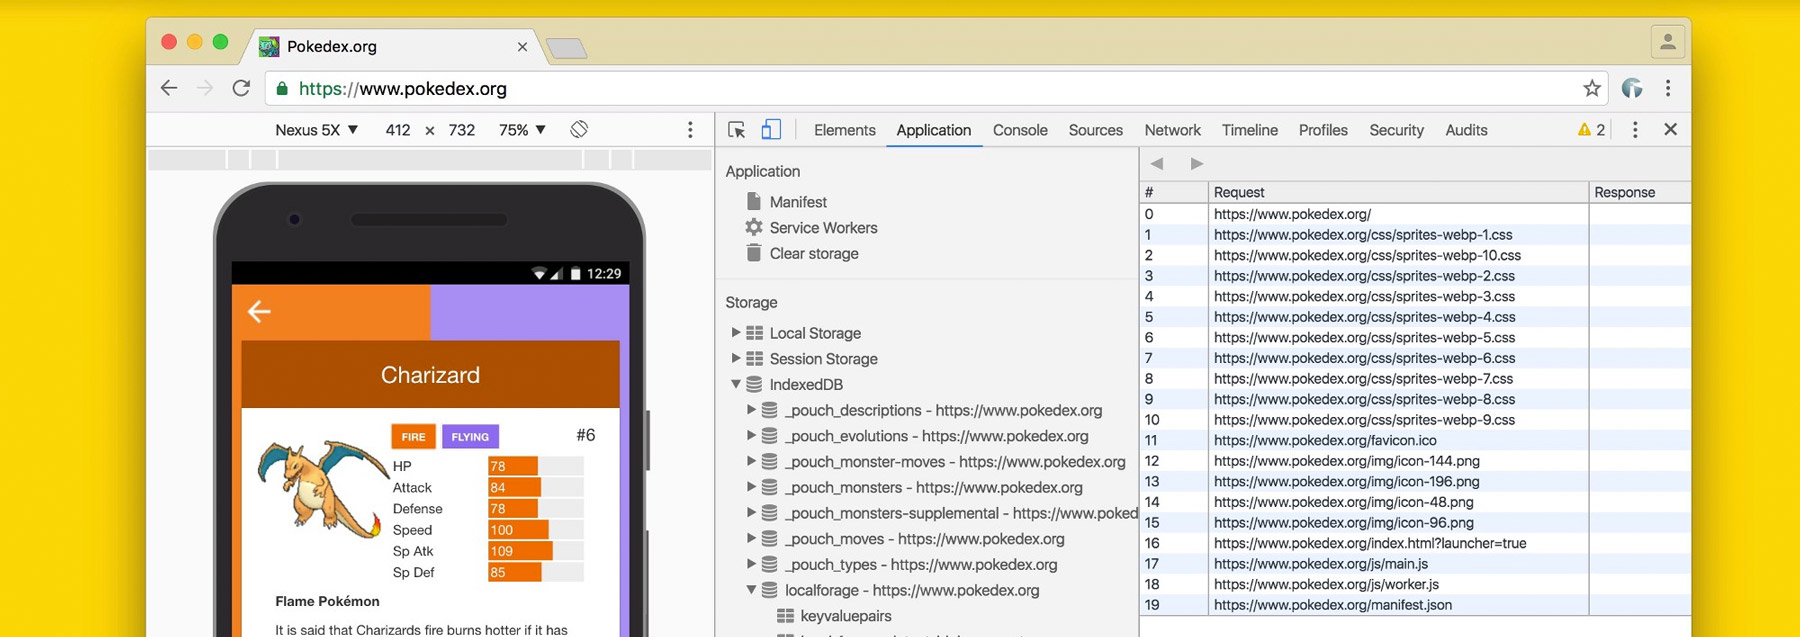 Pokedex.org
https://www.pokedex.org
Nexus 5X ▼ 412 × 732 75% ▼
Elements Application Console Sources Network Timeline Profiles Security Audits 2
12:29
Charizard
FIRE FLYING #6
HP 78
Attack 84
Defense 78
Speed 100
Sp Atk 109
Sp Def 85
Flame Pokémon
It is said that Charizards fire burns hotter if it has
Application
Manifest
Service Workers
Clear storage
Storage
Local Storage
Session Storage
IndexedDB
_pouch_descriptions - https://www.pokedex.org
_pouch_evolutions - https://www.pokedex.org
_pouch_monster-moves - https://www.pokedex.org
_pouch_monsters - https://www.pokedex.org
_pouch_monsters-supplemental - https://www.poked
_pouch_moves - https://www.pokedex.org
_pouch_types - https://www.pokedex.org
localforage - https://www.pokedex.org
keyvaluepairs
# Request Response
0 https://www.pokedex.org/
1 https://www.pokedex.org/css/sprites-webp-1.css
2 https://www.pokedex.org/css/sprites-webp-10.css
3 https://www.pokedex.org/css/sprites-webp-2.css
4 https://www.pokedex.org/css/sprites-webp-3.css
5 https://www.pokedex.org/css/sprites-webp-4.css
6 https://www.pokedex.org/css/sprites-webp-5.css
7 https://www.pokedex.org/css/sprites-webp-6.css
8 https://www.pokedex.org/css/sprites-webp-7.css
9 https://www.pokedex.org/css/sprites-webp-8.css
10 https://www.pokedex.org/css/sprites-webp-9.css
11 https://www.pokedex.org/favicon.ico
12 https://www.pokedex.org/img/icon-144.png
13 https://www.pokedex.org/img/icon-196.png
14 https://www.pokedex.org/img/icon-48.png
15 https://www.pokedex.org/img/icon-96.png
16 https://www.pokedex.org/index.html?launcher=true
17 https://www.pokedex.org/js/main.js
18 https://www.pokedex.org/js/worker.js
19 https://www.pokedex.org/manifest.json